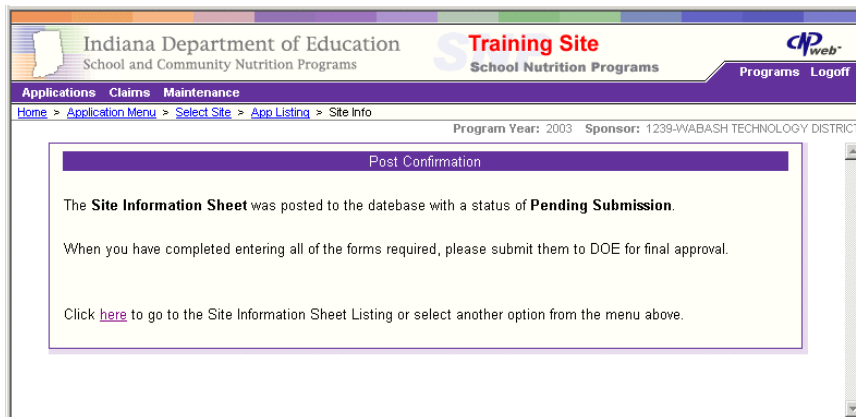 Indiana Department of Education
School and Community Nutrition Programs
Training Site
School Nutrition Programs
CNPweb
Programs Logoff
Applications Claims Maintenance
Home > Application Menu > Select Site > App Listing > Site Info
Program Year: 2003 Sponsor: 1239-WABASH TECHNOLOGY DISTRICT
Post Confirmation
The Site Information Sheet was posted to the datebase with a status of Pending Submission.
When you have completed entering all of the forms required, please submit them to DOE for final approval.
Click here to go to the Site Information Sheet Listing or select another option from the menu above.